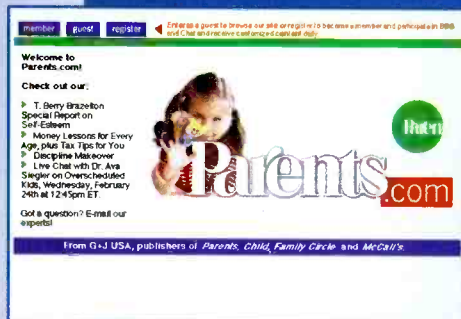 member guest register
Enter as a guest to browse our site or register to become a member and participate in BBS
and Chat and receive customized content daily.
Welcome to
Parents.com!
Check out our:
T. Berry Brazelton
Special Report on
Self-Esteem
Money Lessons for Every
Age, plus Tax Tips for You
Discipline Makeover
Live Chat with Dr. Ava
Siegler on Overscheduled
Kids, Wednesday, February
24th at 12:45pm ET.
Got a question? E-mail our
experts!
Paren
Parents.com
From G+J USA, publishers of Parents, Child, Family Circle and McCall's.